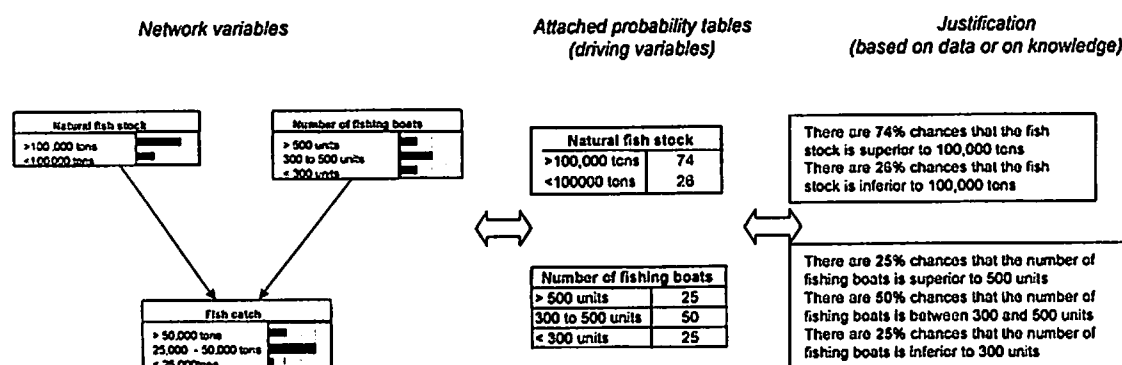 Network variables
Attached probability tables
(driving variables)
Justification
(based on data or on knowledge)
Natural fish stock
>100,000 tons
<100000 tons
Number of fishing boats
> 500 units
300 to 500 units
< 300 units
Fish catch
> 50,000 tons
25,000 - 50,000 tons
< 25,000 tons
Natural fish stock
>100,000 tons 74
<100000 tons 26
Number of fishing boats
> 500 units 25
300 to 500 units 50
< 300 units 25
There are 74% chances that the fish
stock is superior to 100,000 tons
There are 26% chances that the fish
stock is inferior to 100,000 tons
There are 25% chances that the number of
fishing boats is superior to 500 units
There are 50% chances that the number of
fishing boats is between 300 and 500 units
There are 25% chances that the number of
fishing boats is inferior to 300 units